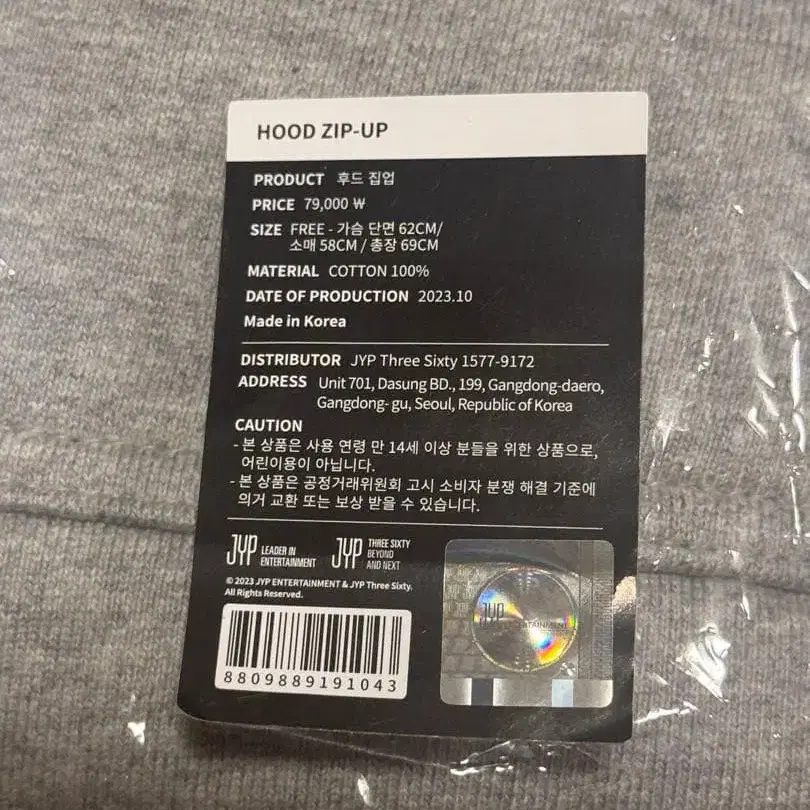 HOOD ZIP-UP
PRODUCT 후드 집업
PRICE 79,000 ₩
SIZE FREE - 가슴 단면 62CM/
소매 58CM / 총장 69CM
MATERIAL COTTON 100%
DATE OF PRODUCTION 2023.10
Made in Korea
DISTRIBUTOR JYP Three Sixty 1577-9172
ADDRESS Unit 701, Dasung BD., 199, Gangdong-daero,
Gangdong- gu, Seoul, Republic of Korea
CAUTION
- 본 상품은 사용 연령 만 14세 이상 분들을 위한 상품으로,
어린이용이 아닙니다.
- 본 상품은 공정거래위원회 고시 소비자 분쟁 해결 기준에
의거 교환 또는 보상 받을 수 있습니다.
JYP LEADER IN
ENTERTAINMENT
JYP THREE SIXTY
BEYOND
AND NEXT
© 2023 JYP ENTERTAINMENT & JYP Three Sixty.
All Rights Reserved.
8809889191043
JYP